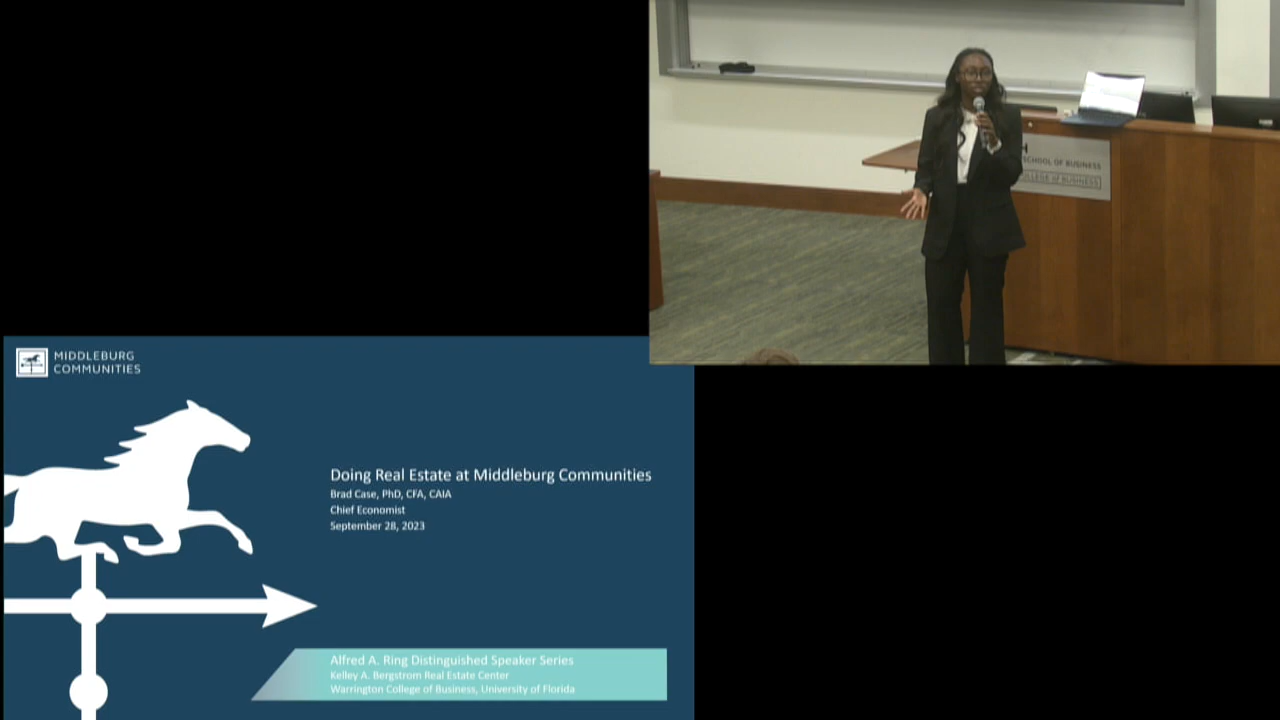 SCHOOL OF BUSINESS
COLLEGE OF BUSINESS
MIDDLEBURG
COMMUNITIES
Doing Real Estate at Middleburg Communities
Brad Case, PhD, CFA, CAIA
Chief Economist
September 28, 2023
Alfred A. Ring Distinguished Speaker Series
Kelley A. Bergstrom Real Estate Center
Warrington College of Business, University of Florida